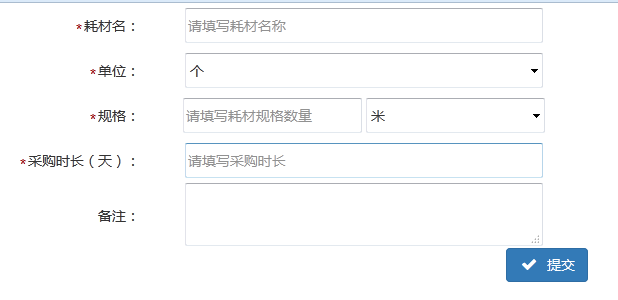 *耗材名： 请填写耗材名称
*单位： 个
*规格： 请填写耗材规格数量 米
*采购时长（天）： 请填写采购时长
备注：
提交